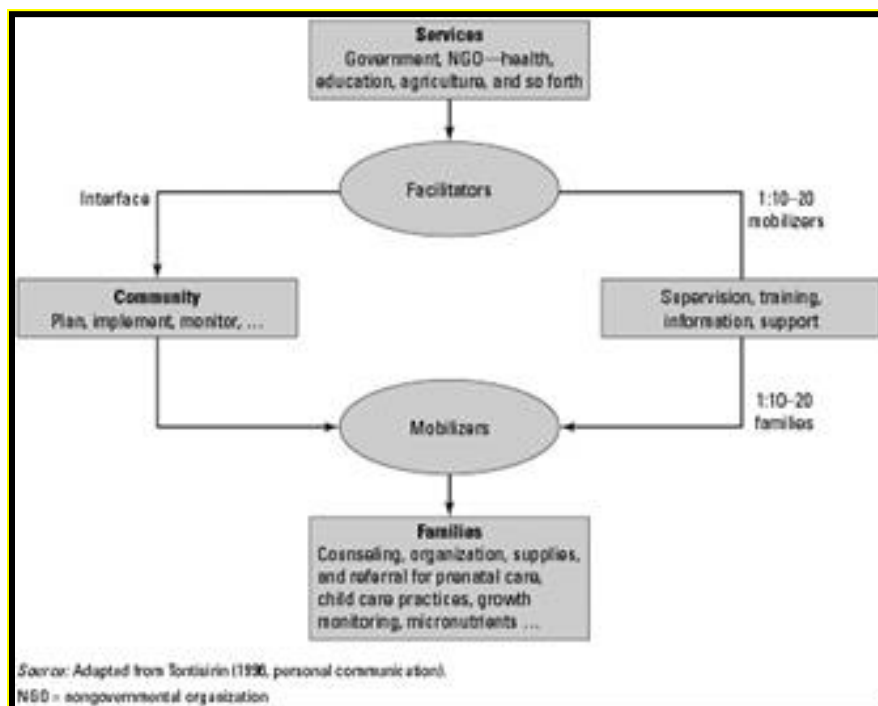 Services
Government, NGO—health,
education, agriculture, and so forth
Facilitators
Interface
1:10–20
mobilizers
Community
Plan, implement, monitor, ...
Supervision, training,
information, support
1:10–20
families
Mobilizers
Families
Counseling, organization, supplies,
and referral for prenatal care,
child care practices, growth
monitoring, micronutrients ...
Source: Adapted from Tontisirin (personal communication).
NGO = nongovernmental organization